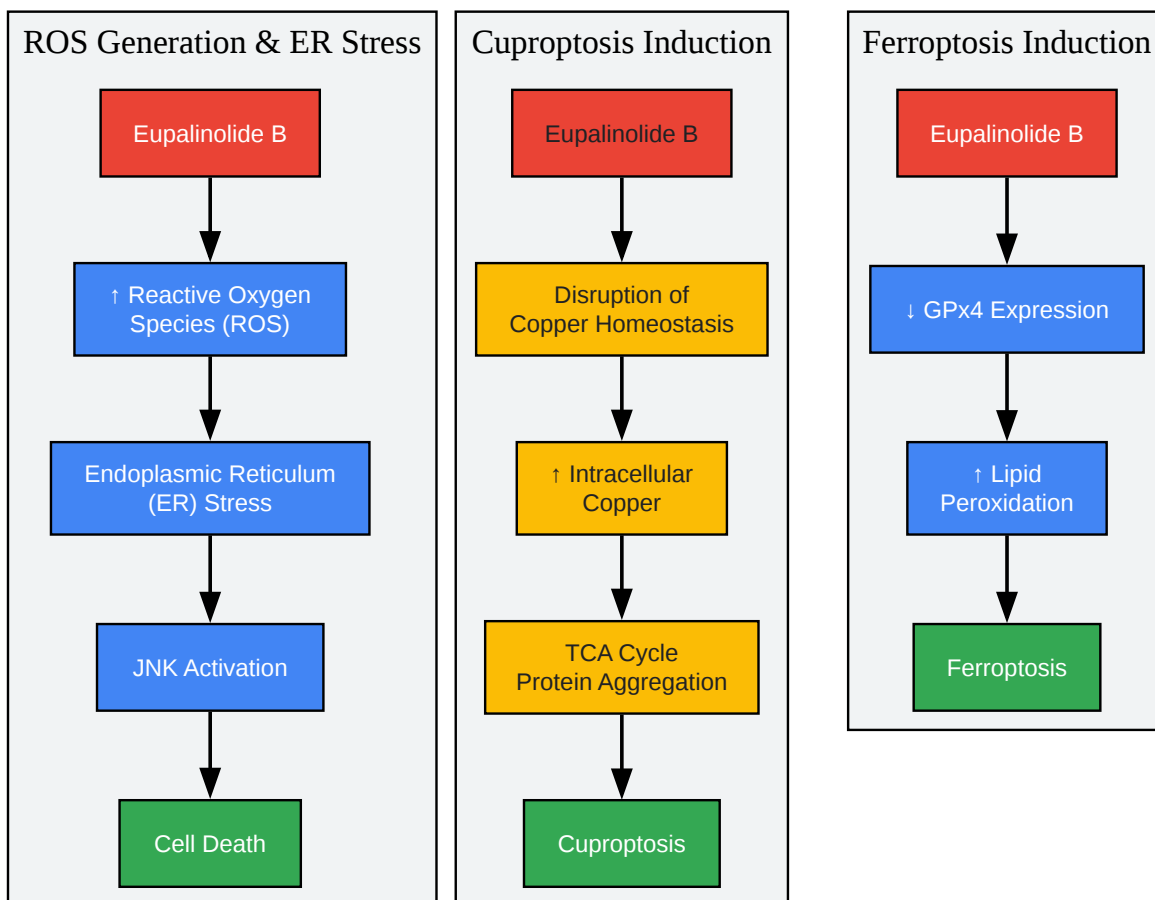 ROS Generation & ER Stress
Eupalinolide B
↑ Reactive Oxygen
Species (ROS)
Endoplasmic Reticulum
(ER) Stress
JNK Activation
Cell Death
Cuproptosis Induction
Eupalinolide B
Disruption of
Copper Homeostasis
↑ Intracellular
Copper
TCA Cycle
Protein Aggregation
Cuproptosis
Ferroptosis Induction
Eupalinolide B
↓ GPx4 Expression
↑ Lipid
Peroxidation
Ferroptosis